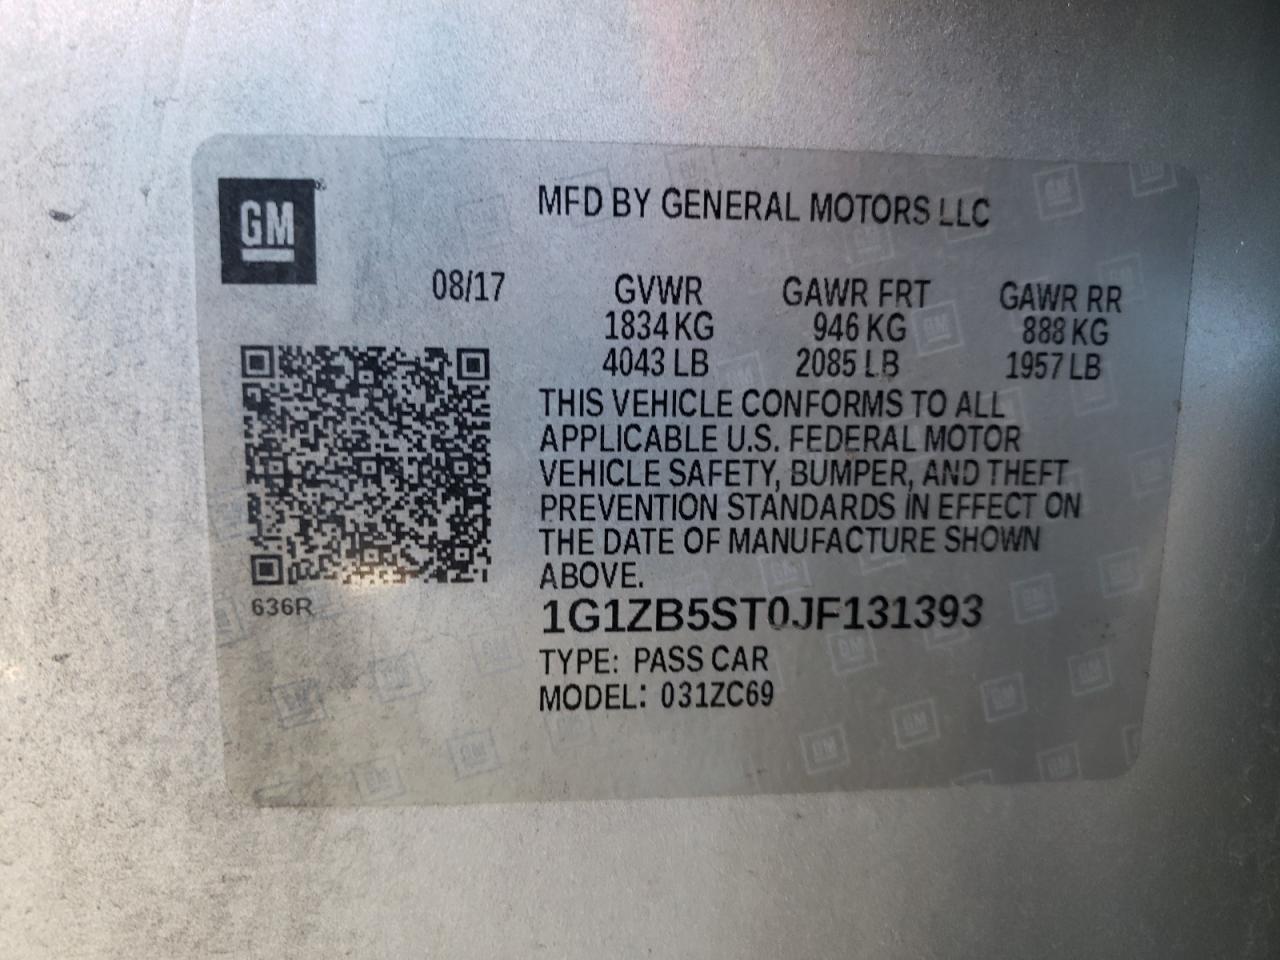 GM
MFD BY GENERAL MOTORS LLC
08/17 GVWR GAWR FRT GAWR RR
1834 KG 946 KG 888 KG
4043 LB 2085 LB 1957 LB
THIS VEHICLE CONFORMS TO ALL
APPLICABLE U.S. FEDERAL MOTOR
VEHICLE SAFETY, BUMPER, AND THEFT
PREVENTION STANDARDS IN EFFECT ON
THE DATE OF MANUFACTURE SHOWN
ABOVE.
636R
1G1ZB5ST0JF131393
TYPE: PASS CAR
MODEL: 031ZC69